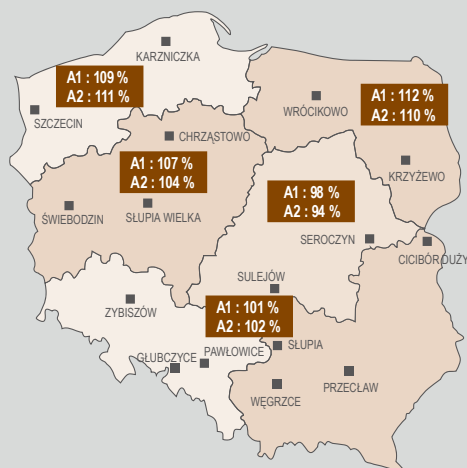 KARZNICZKA
A1 : 109 %
A2 : 111 %
SZCZECIN
WRÓCIKOWO
A1 : 112 %
A2 : 110 %
KRZYŻEWO
CHRZĄSTOWO
A1 : 107 %
A2 : 104 %
ŚWIEBODZIN
SŁUPIA WIELKA
A1 : 98 %
A2 : 94 %
SEROCZYN
CICIBÓR DUŻY
SULEJÓW
ZYBISZÓW
A1 : 101 %
A2 : 102 %
GŁUBCZYCE
PAWŁOWICE
SŁUPIA
WĘGRZCE
PRZECŁAW